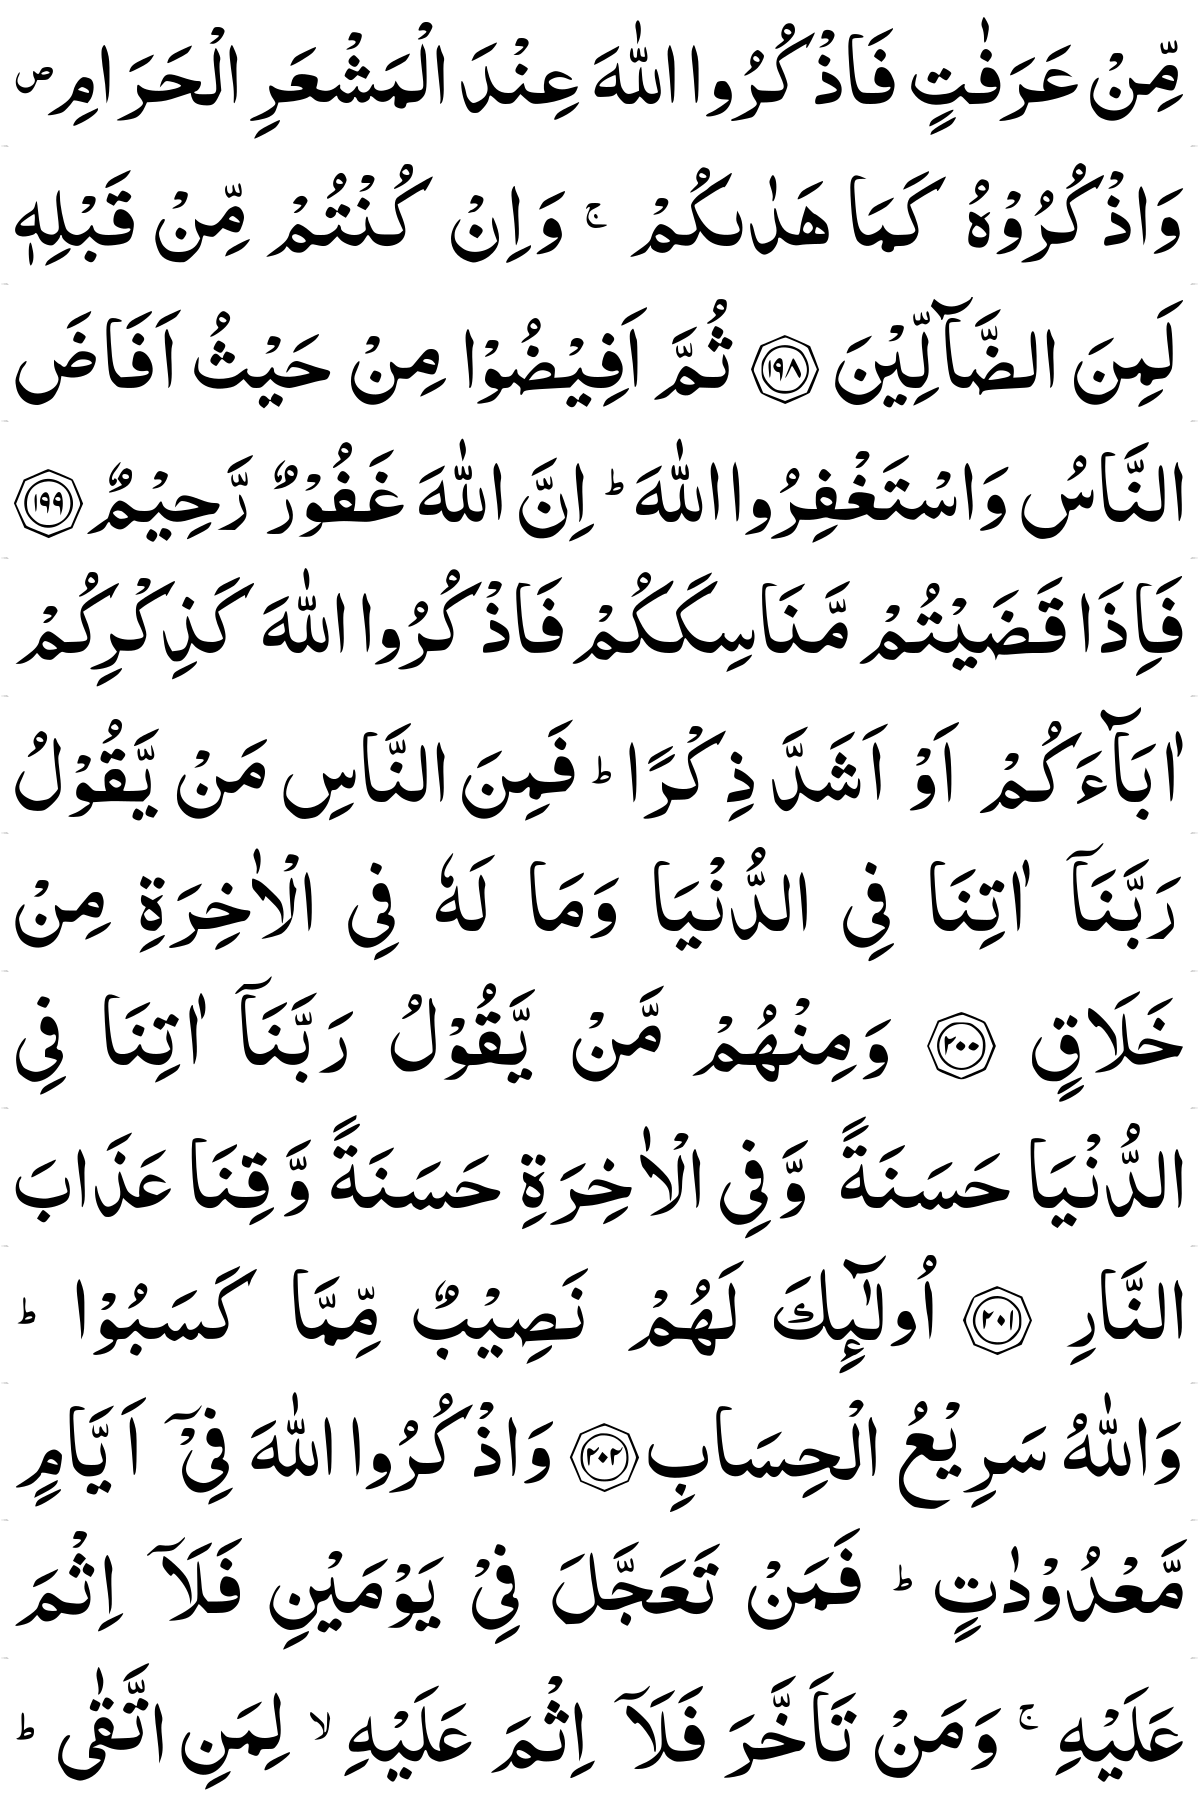 مِّنْ عَرَفٰتٍ فَاذْكُرُوا اللّٰهَ عِنْدَ الْمَشْعَرِ الْحَرَامِ ۪
وَاذْكُرُوْهُ كَمَا هَدٰىكُمْ ۚ وَاِنْ كُنْتُمْ مِّنْ قَبْلِهٖ
لَمِنَ الضَّآلِّيْنَ ۝١٩٨ ثُمَّ اَفِيْضُوْا مِنْ حَيْثُ اَفَاضَ
النَّاسُ وَاسْتَغْفِرُوا اللّٰهَ ؕ اِنَّ اللّٰهَ غَفُوْرٌ رَّحِيْمٌ ۝١٩٩
فَاِذَا قَضَيْتُمْ مَّنَاسِكَكُمْ فَاذْكُرُوا اللّٰهَ كَذِكْرِكُمْ
اٰبَآءَكُمْ اَوْ اَشَدَّ ذِكْرًا ؕ فَمِنَ النَّاسِ مَنْ يَّقُوْلُ
رَبَّنَآ اٰتِنَا فِي الدُّنْيَا وَمَا لَهٗ فِي الْاٰخِرَةِ مِنْ
خَلَاقٍ ۝٢٠٠ وَمِنْهُمْ مَّنْ يَّقُوْلُ رَبَّنَآ اٰتِنَا فِي
الدُّنْيَا حَسَنَةً وَّفِي الْاٰخِرَةِ حَسَنَةً وَّقِنَا عَذَابَ
النَّارِ ۝٢٠١ اُولٰٓئِكَ لَهُمْ نَصِيْبٌ مِّمَّا كَسَبُوْا ؕ
وَاللّٰهُ سَرِيْعُ الْحِسَابِ ۝٢٠٢ وَاذْكُرُوا اللّٰهَ فِيْٓ اَيَّامٍ
مَّعْدُوْدٰتٍ ؕ فَمَنْ تَعَجَّلَ فِيْ يَوْمَيْنِ فَلَآ اِثْمَ
عَلَيْهِ ۚ وَمَنْ تَاَخَّرَ فَلَآ اِثْمَ عَلَيْهِ ۙ لِمَنِ اتَّقٰى ؕ